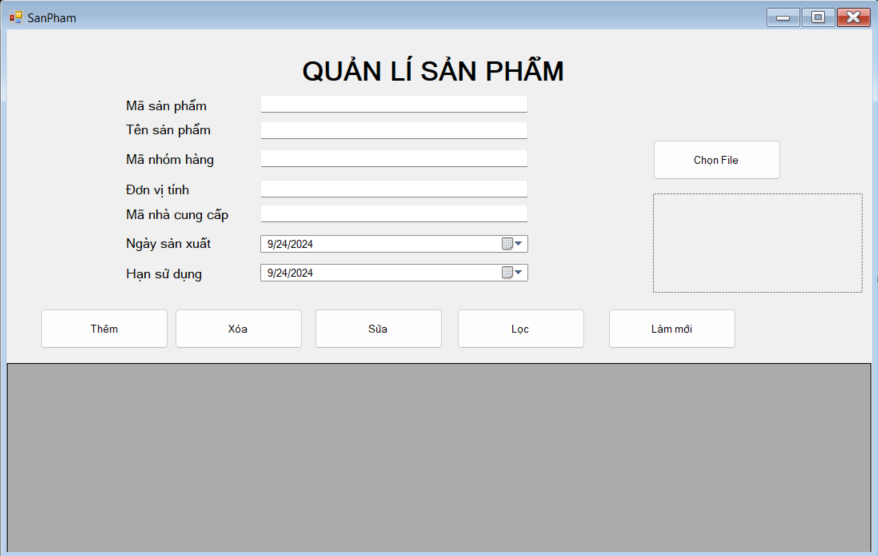 SanPham
QUẢN LÍ SẢN PHẨM
Mã sản phẩm
Tên sản phẩm
Mã nhóm hàng
Đơn vị tính
Mã nhà cung cấp
Ngày sản xuất 9/24/2024
Hạn sử dụng 9/24/2024
Chọn File
Thêm Xóa Sửa Lọc Làm mới